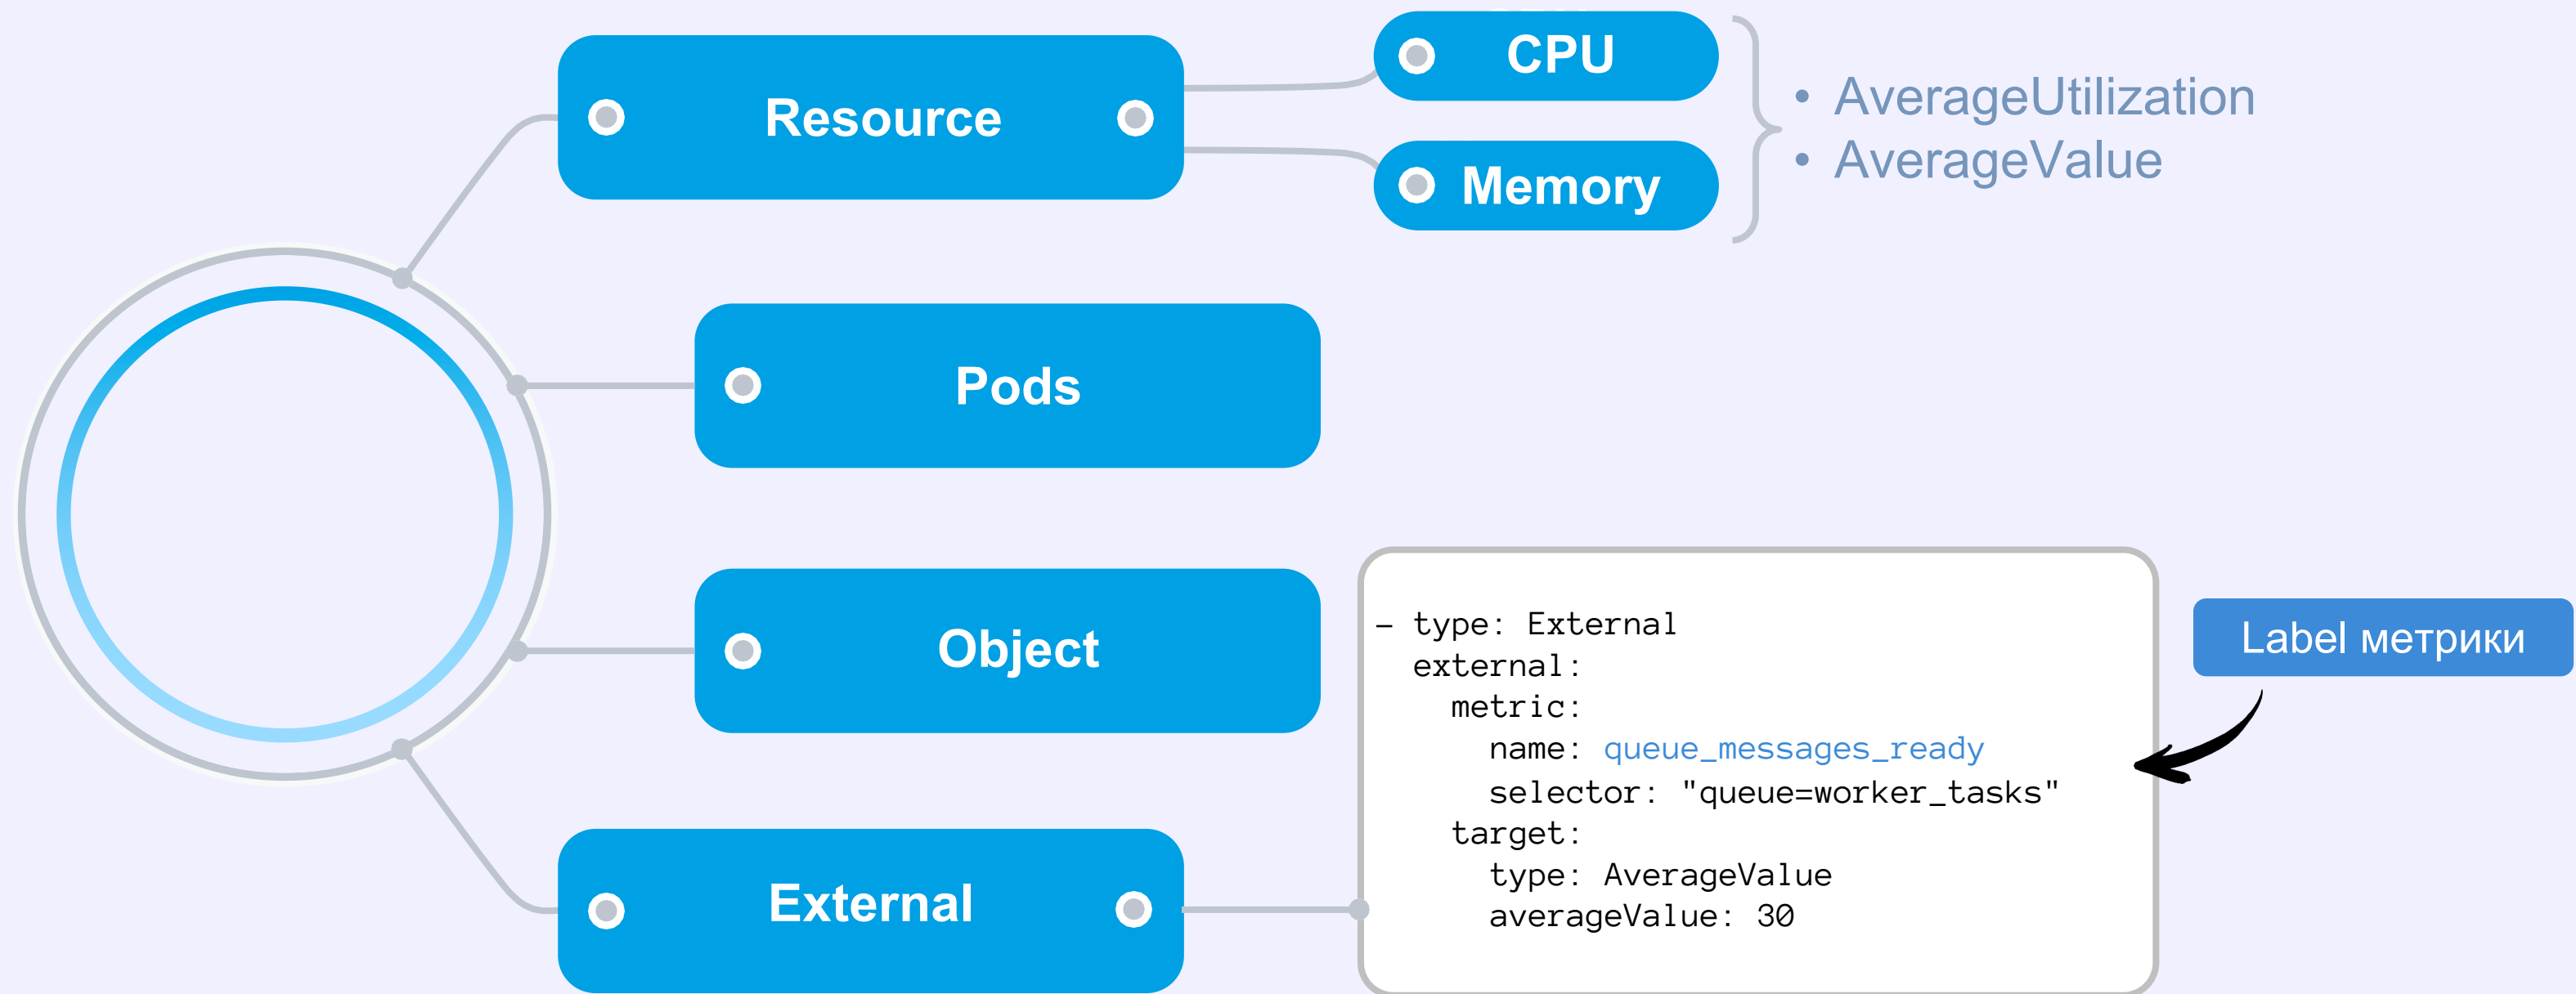 Resource
CPU
Memory
• AverageUtilization
• AverageValue
Pods
Object
External
- type: External
external:
metric:
name: queue_messages_ready
selector: "queue=worker_tasks"
target:
type: AverageValue
averageValue: 30
Label метрики